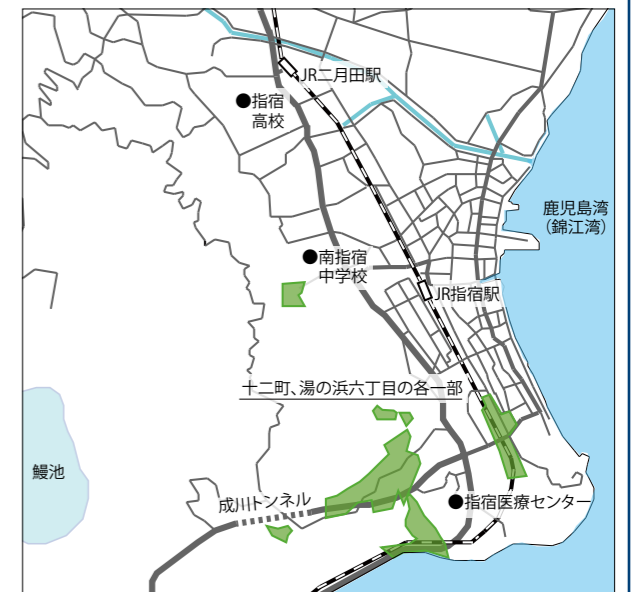 JR二月田駅
●指宿
高校
鹿児島湾
(錦江湾)
●南指宿
中学校
JR指宿駅
十二町、湯の浜六丁目の各一部
鰻池
成川トンネル
●指宿医療センター